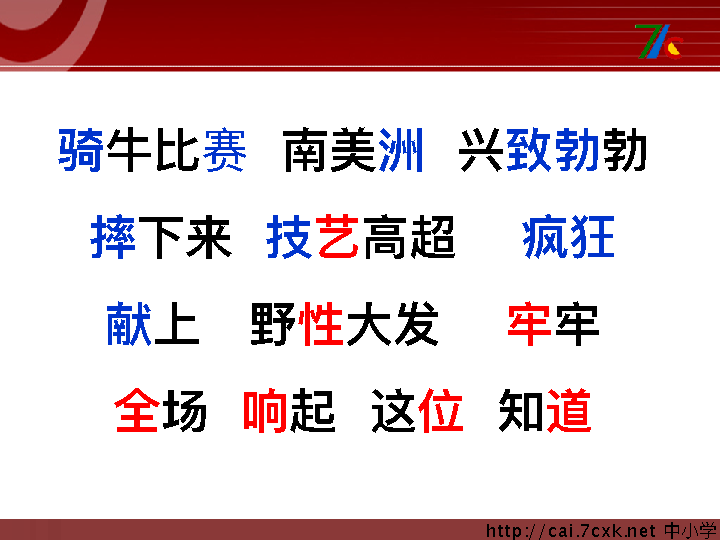 7c
骑牛比赛 南美洲 兴致勃勃
摔下来 技艺高超 疯狂
献上 野性大发 牢牢
全场 响起 这位 知道
http://cai.7cxk.net 中小学